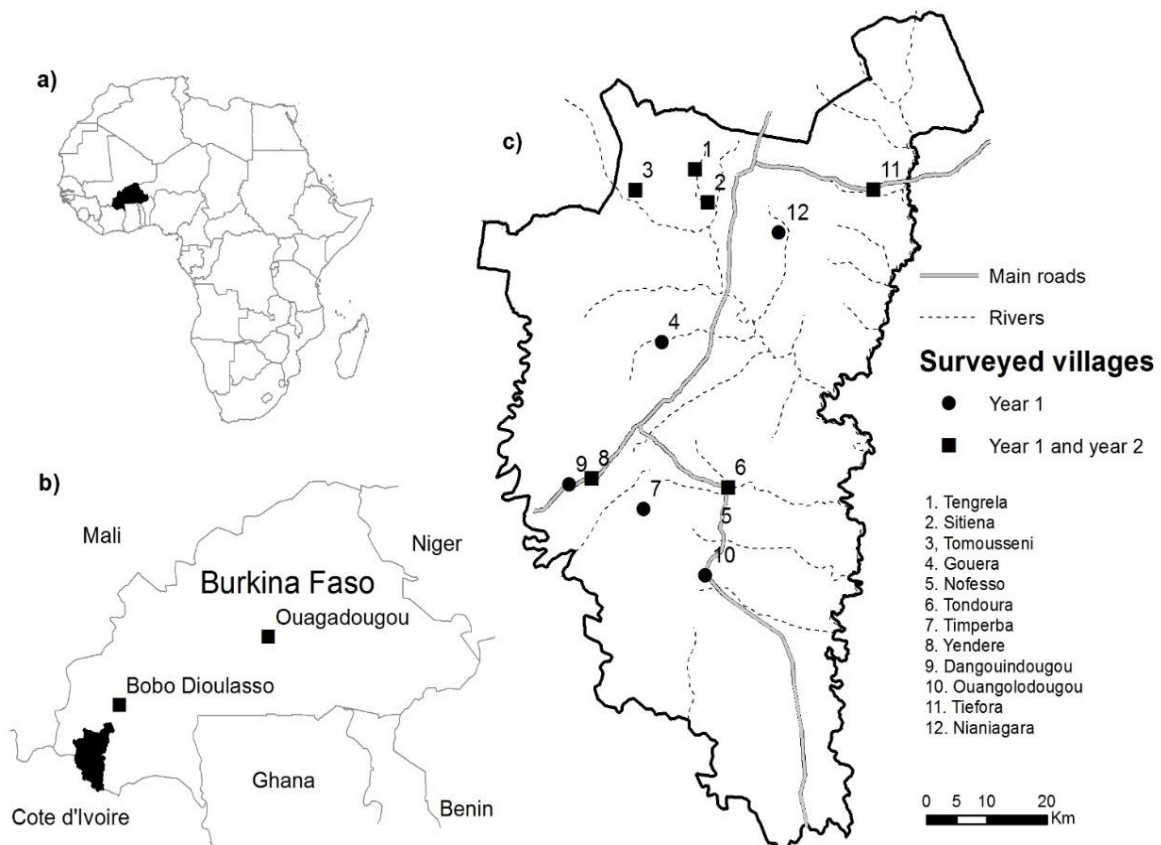 a)
b)
Mali
Niger
Burkina Faso
Ouagadougou
Bobo Dioulasso
Ghana
Benin
Cote d'Ivoire
c)
1
3
2
11
12
4
9
8
6
7
5
10
Main roads
Rivers
Surveyed villages
Year 1
Year 1 and year 2
1. Tengrela
2. Sitiena
3, Tomousseni
4. Gouera
5. Nofesso
6. Tondoura
7. Timperba
8. Yendere
9. Dangouindougou
10. Ouangolodougou
11. Tiefora
12. Nianiagara
0 5 10 20
Km